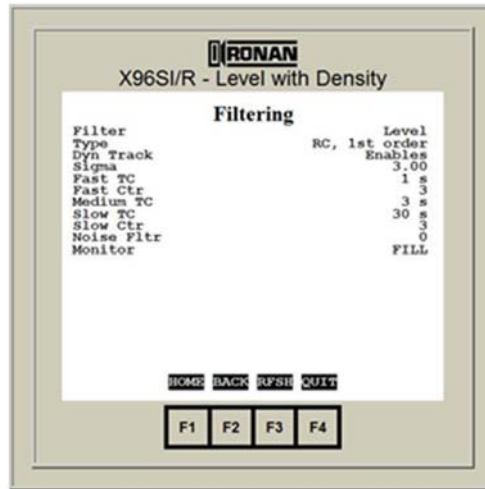 RONAN
X96SI/R - Level with Density
Filtering
Filter Level
Type RC, 1st order
Dyn Track Enables
Sigma 3.00
Fast TC 1 s
Fast Ctr 3
Medium TC 3 s
Slow TC 30 s
Slow Ctr 3
Noise Fltr 0
Monitor FILL
HOME BACK RFSH QUIT
F1 F2 F3 F4